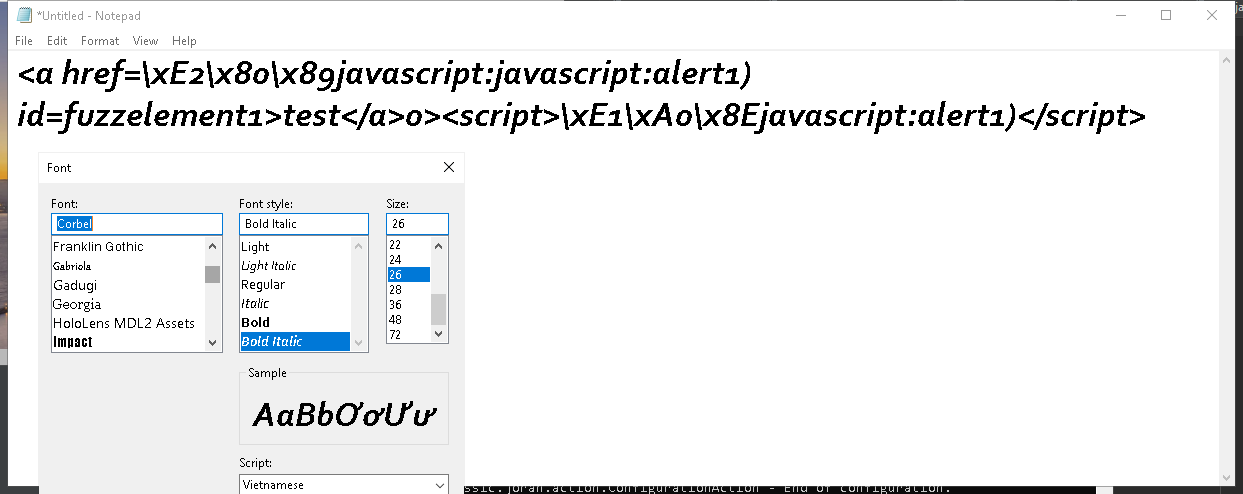 *Untitled - Notepad
File Edit Format View Help
<a href=\xE2\x80\x89javascript:javascript:alert1)
id=fuzzelement1>test</a>0><script>\xE1\xA0\x8Ejavascript:alert1)</script>
Font
Font: Font style: Size:
Corbel Bold Italic 26
Franklin Gothic Light 22
Gabriola Light Italic 24
Gadugi Regular 26
Georgia Italic 28
HoloLens MDL2 Assets Bold 36
Impact Bold Italic 48
72
Sample
AaBbƠơƯư
Script:
Vietnamese
ssic.joran.action.ConfigurationAction - End of configuration.